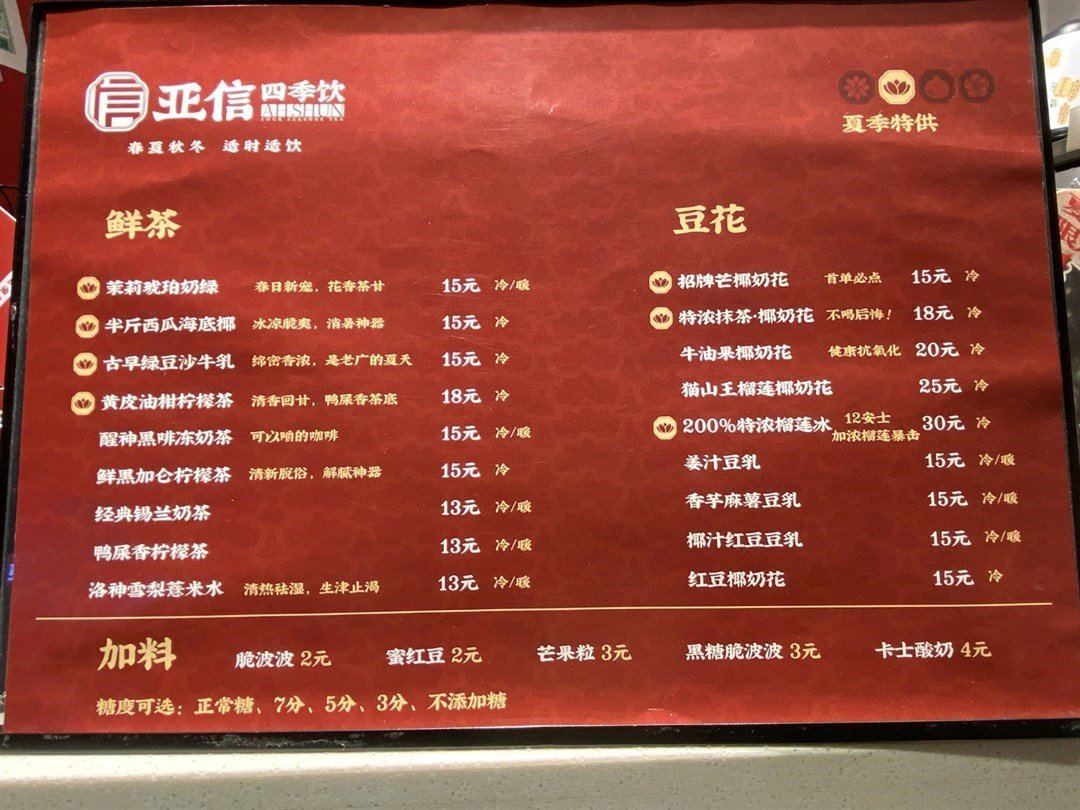 亚信四季饮
AHSHUN
FOUR SEASONS TEA
春夏秋冬 适时适饮
夏季特供
鲜茶
茉莉琥珀奶绿 春日新宠，花香茶甘 15元 冷/暖
半斤西瓜海底椰 冰凉脆爽，消暑神器 15元 冷
古早绿豆沙牛乳 绵密香浓，是老广的夏天 15元 冷
黄皮油柑柠檬茶 清香回甘，鸭屎香茶底 18元 冷
醒神黑啡冻奶茶 可以嚼的咖啡 15元 冷/暖
鲜黑加仑柠檬茶 清新脱俗，解腻神器 15元 冷
经典锡兰奶茶 13元 冷/暖
鸭屎香柠檬茶 13元 冷/暖
洛神雪梨薏米水 清热祛湿，生津止渴 13元 冷/暖
豆花
招牌芒椰奶花 首单必点 15元 冷
特浓抹茶·椰奶花 不喝后悔！ 18元 冷
牛油果椰奶花 健康抗氧化 20元 冷
猫山王榴莲椰奶花 25元 冷
200%特浓榴莲冰 12安士 加浓榴莲暴击 30元 冷
姜汁豆乳 15元 冷/暖
香芋麻薯豆乳 15元 冷/暖
椰汁红豆豆乳 15元 冷/暖
红豆椰奶花 15元 冷
加料 脆波波 2元 蜜红豆 2元 芒果粒 3元 黑糖脆波波 3元 卡士酸奶 4元
糖度可选：正常糖、7分、5分、3分、不添加糖